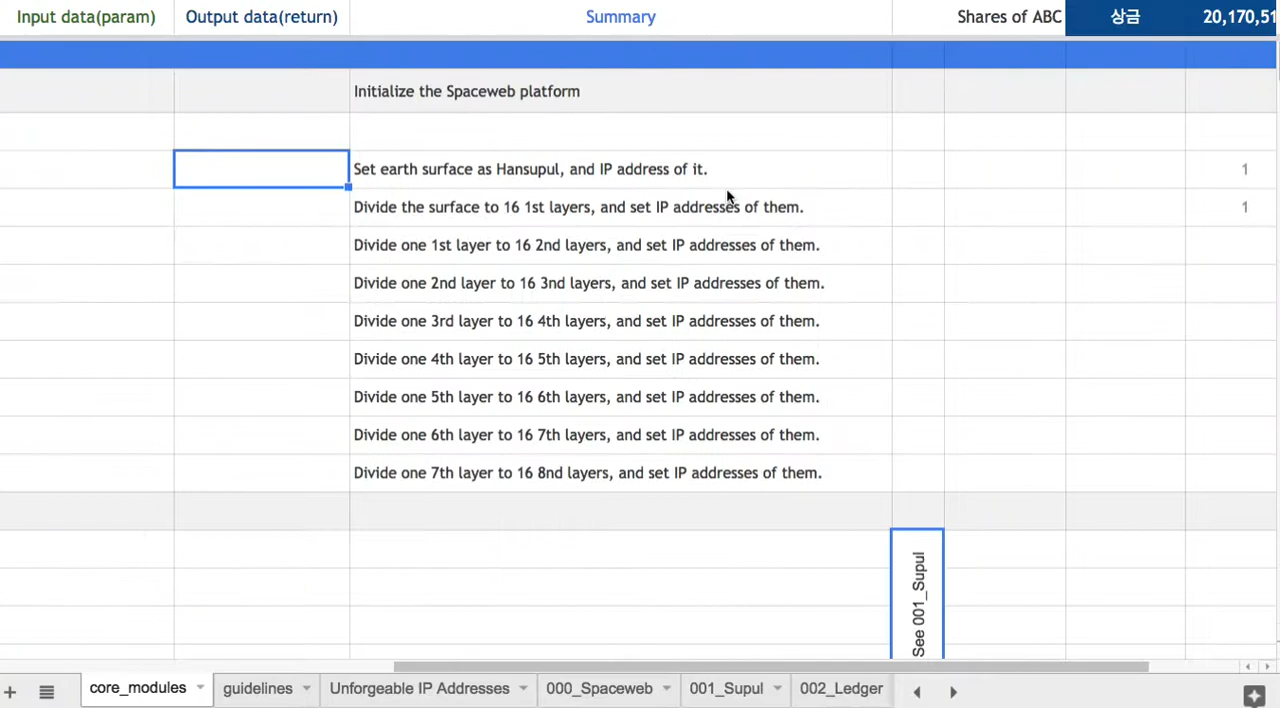 Input data(param) Output data(return) Summary Shares of ABC 상금 20,170,51
Initialize the Spaceweb platform
Set earth surface as Hansupul, and IP address of it. 1
Divide the surface to 16 1st layers, and set IP addresses of them. 1
Divide one 1st layer to 16 2nd layers, and set IP addresses of them.
Divide one 2nd layer to 16 3nd layers, and set IP addresses of them.
Divide one 3rd layer to 16 4th layers, and set IP addresses of them.
Divide one 4th layer to 16 5th layers, and set IP addresses of them.
Divide one 5th layer to 16 6th layers, and set IP addresses of them.
Divide one 6th layer to 16 7th layers, and set IP addresses of them.
Divide one 7th layer to 16 8nd layers, and set IP addresses of them.
See 001_Supul
core_modules guidelines Unforgeable IP Addresses 000_Spaceweb 001_Supul 002_Ledger